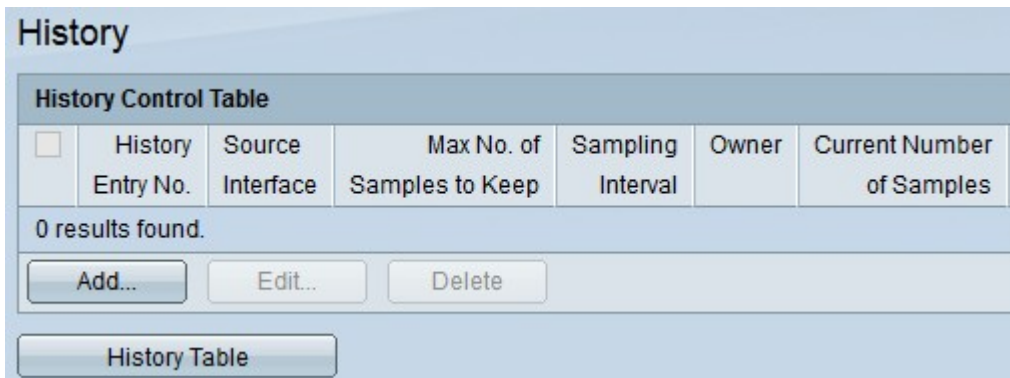 History
History Control Table
History Source Max No. of Sampling Owner Current Number
Entry No. Interface Samples to Keep Interval of Samples
0 results found.
Add... Edit... Delete
History Table